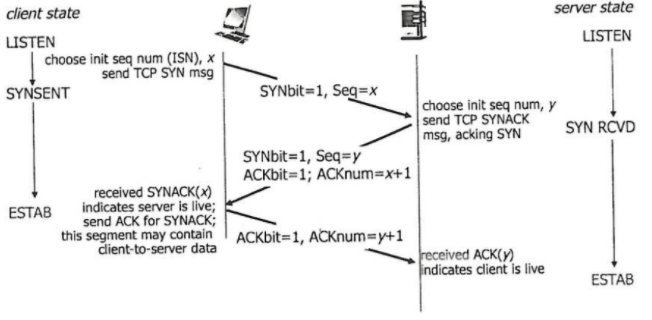 client state
server state
LISTEN
LISTEN
choose init seq num (ISN), x
send TCP SYN msg
SYNbit=1, Seq=x
SYNSENT
choose init seq num, y
send TCP SYNACK
msg, acking SYN
SYN RCVD
SYNbit=1, Seq=y
ACKbit=1; ACKnum=x+1
received SYNACK(x)
indicates server is live;
send ACK for SYNACK;
this segment may contain
client-to-server data
ESTAB
ACKbit=1, ACKnum=y+1
received ACK(y)
indicates client is live
ESTAB